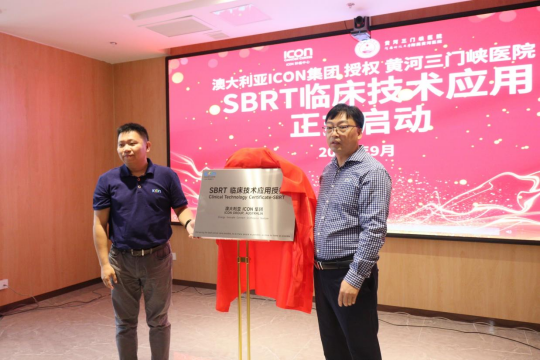 ICON
黄河三门峡医院
澳大利亚ICON集团 授权 黄河三门峡医院
SBRT临床技术应用
正 启动
20 年9月
SBRT 临床技术应用授
Clinical Technology Certificate-SBRT
澳大利亚 ICON 集团
ICON GROUP, AUSTRALIA